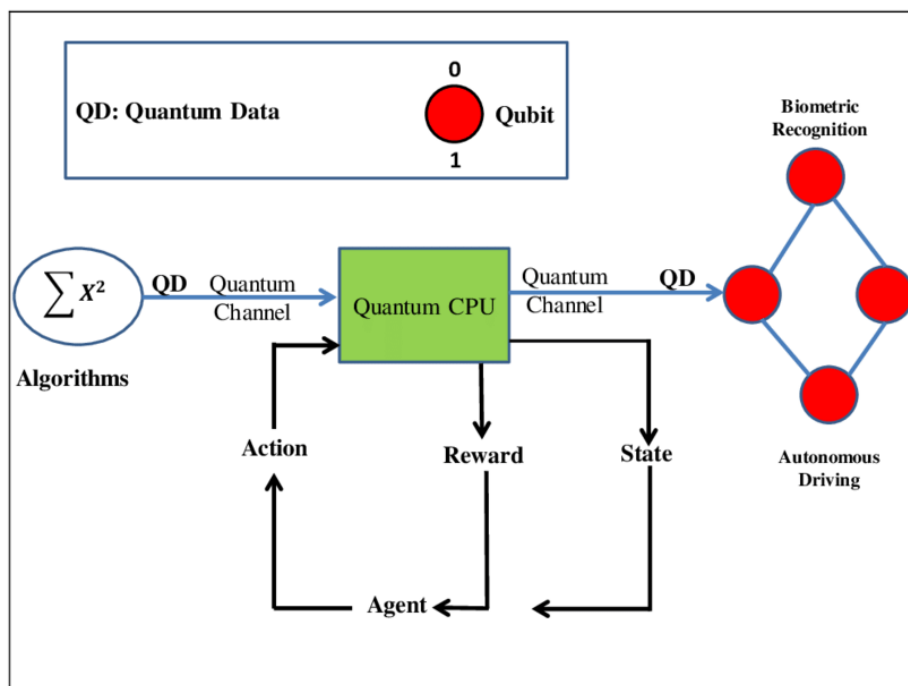 0
QD: Quantum Data
Qubit
1
Biometric
Recognition
∑ X²
QD
Quantum
Channel
Quantum CPU
Quantum
Channel
QD
Algorithms
Action
Reward
State
Autonomous
Driving
Agent